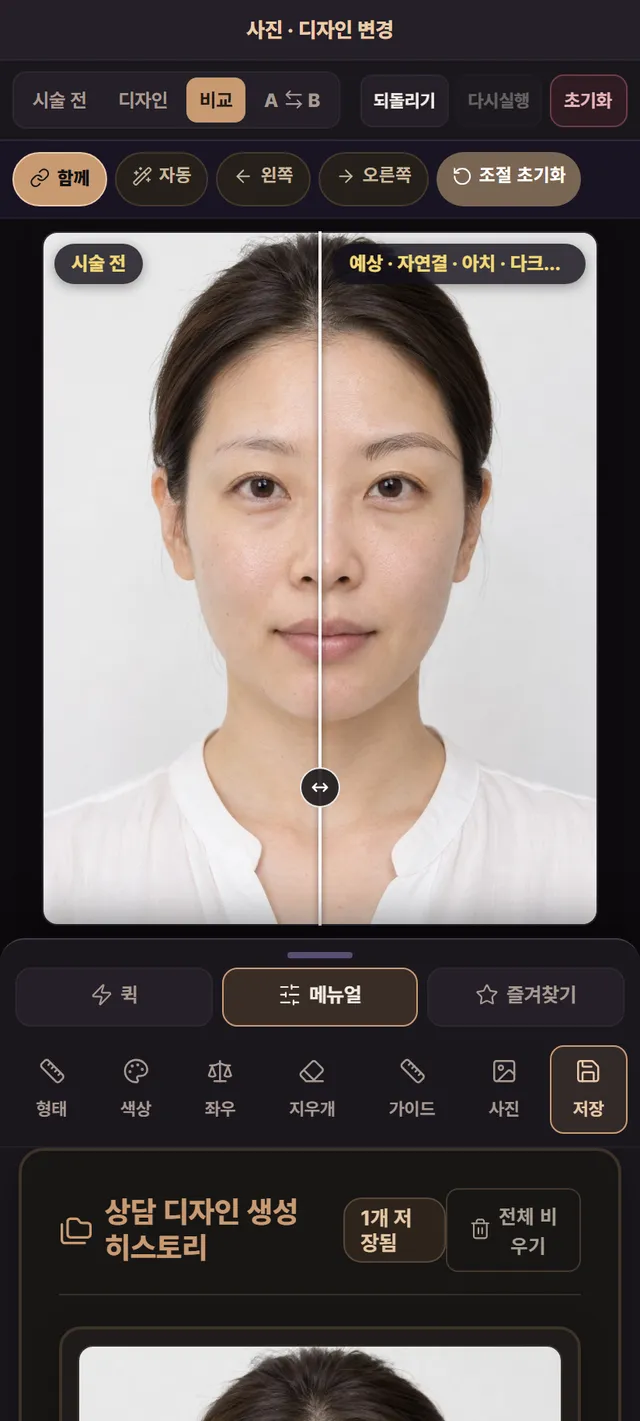 사진 · 디자인 변경
시술 전 디자인 비교 A ⇆ B 되돌리기 다시실행 초기화
함께 자동 ← 왼쪽 → 오른쪽 조절 초기화
시술 전 예상 · 자연결 · 아치 · 다크...
퀵 메뉴얼 즐겨찾기
형태 색상 좌우 지우개 가이드 사진 저장
상담 디자인 생성
히스토리
1개 저
장됨
전체 비
우기